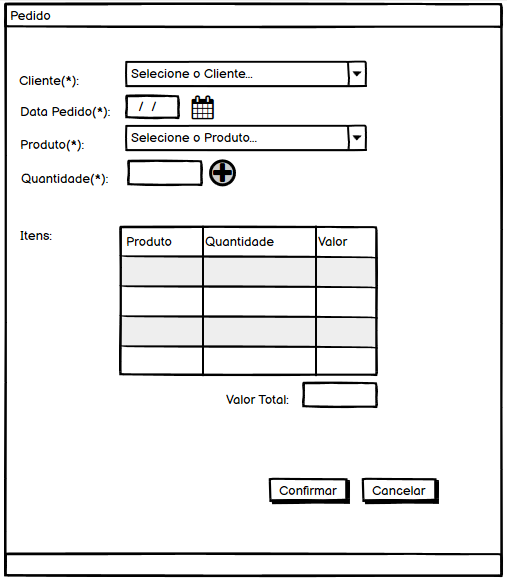 Pedido
Cliente(*):
Selecione o Cliente...
Data Pedido(*):
/ /
Produto(*):
Selecione o Produto...
Quantidade(*):
Itens:
Produto Quantidade Valor
Valor Total:
Confirmar Cancelar